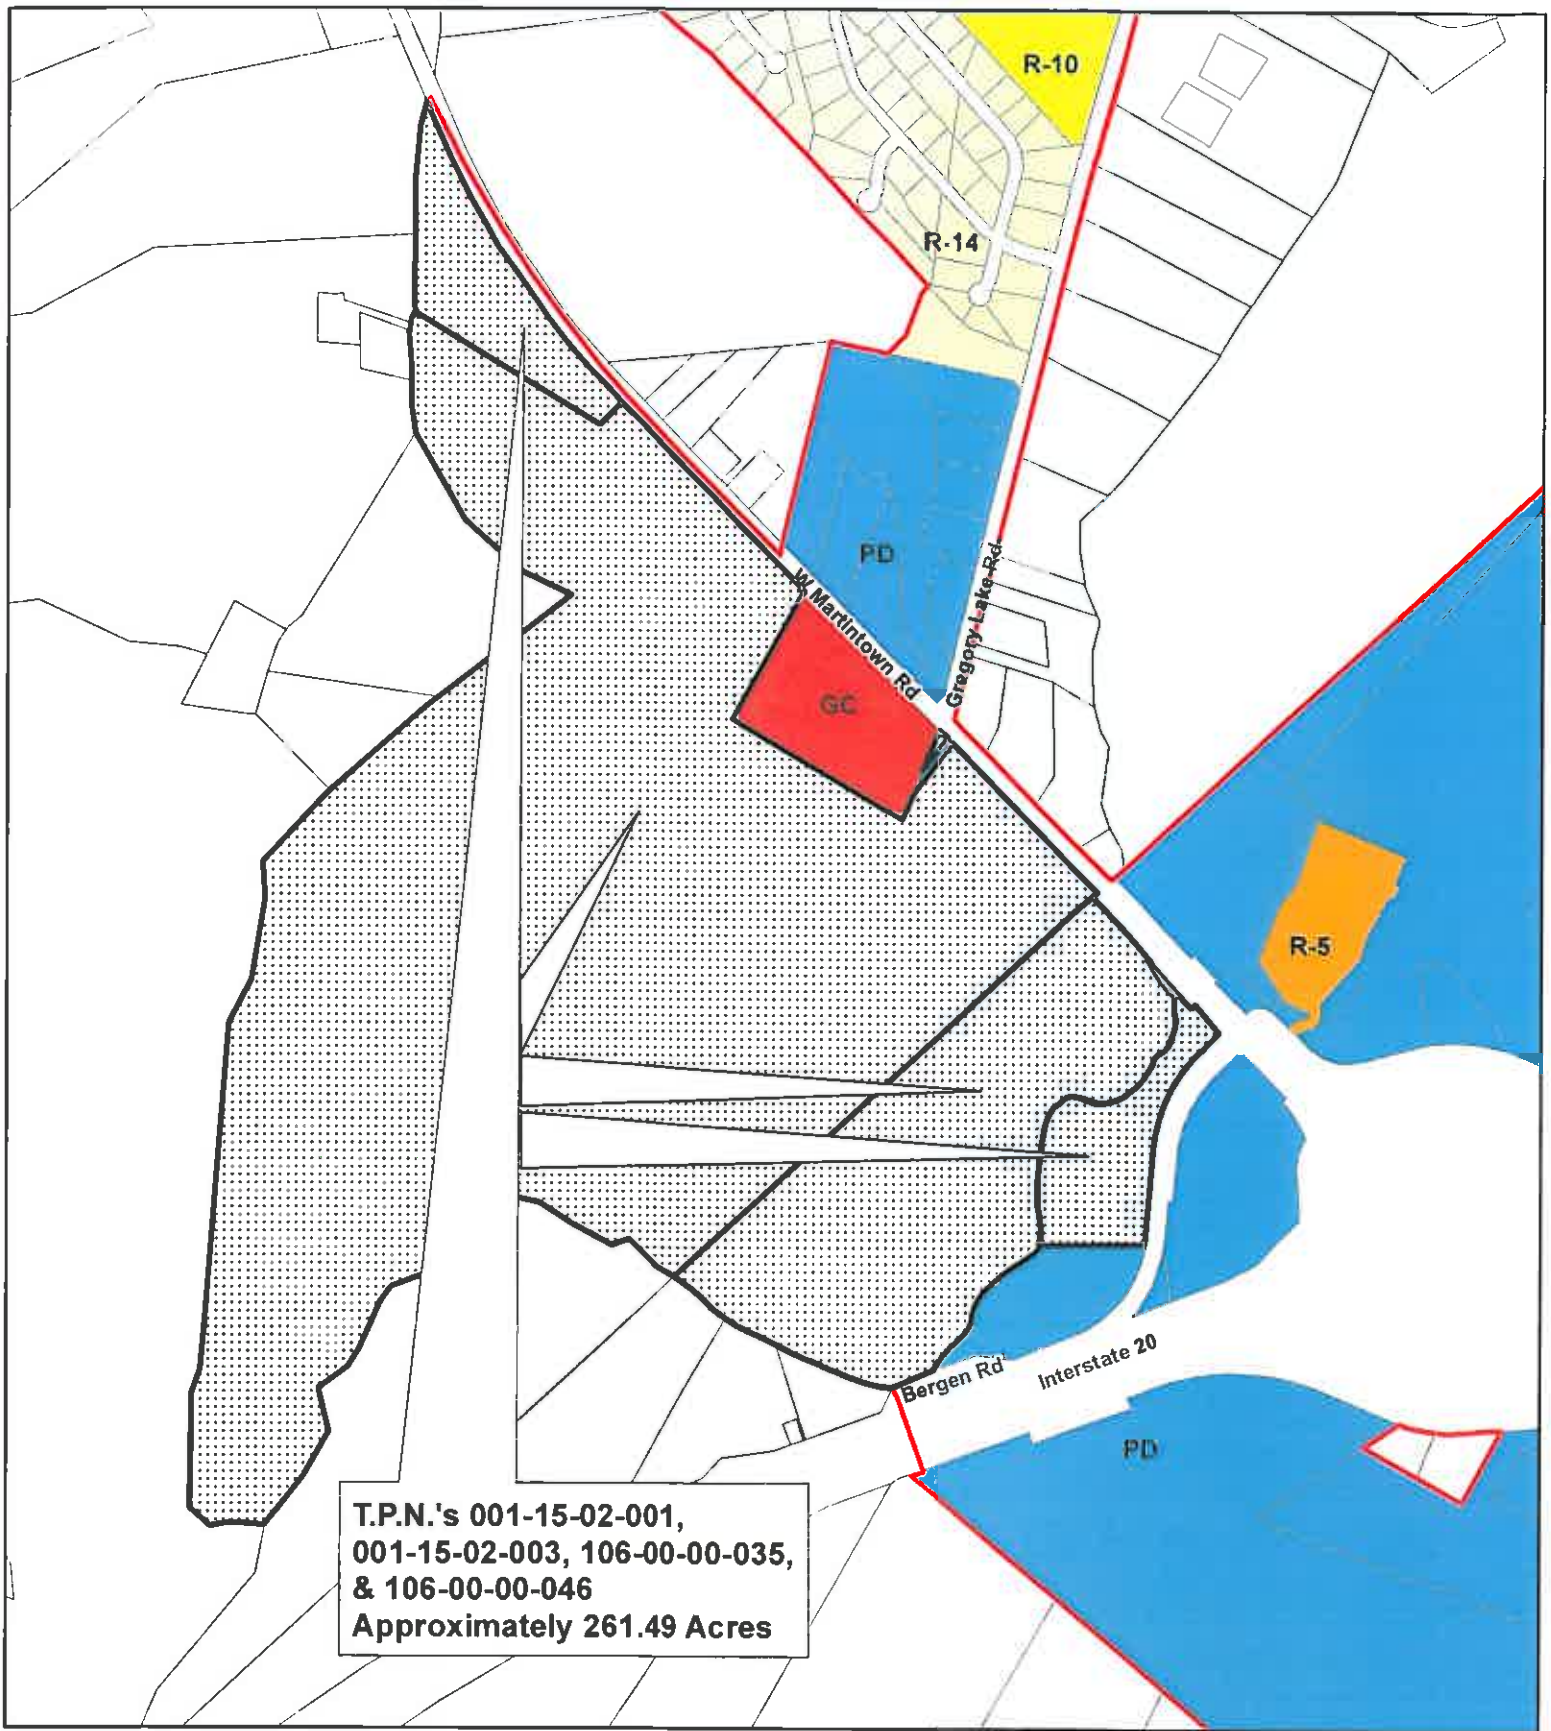 R-10
R-14
PD
W Martintown Rd
Gregory Lake Rd
GC
R-5
Bergen Rd
Interstate 20
PD
T.P.N.'s 001-15-02-001,
001-15-02-003, 106-00-00-035,
& 106-00-00-046
Approximately 261.49 Acres